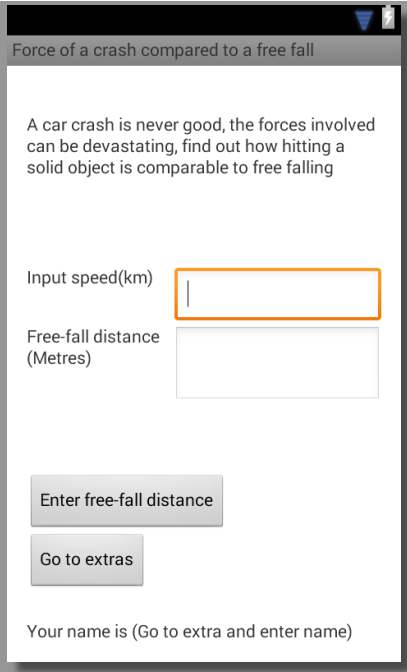 Force of a crash compared to a free fall
A car crash is never good, the forces involved
can be devastating, find out how hitting a
solid object is comparable to free falling
Input speed(km)
Free-fall distance
(Metres)
Enter free-fall distance
Go to extras
Your name is (Go to extra and enter name)